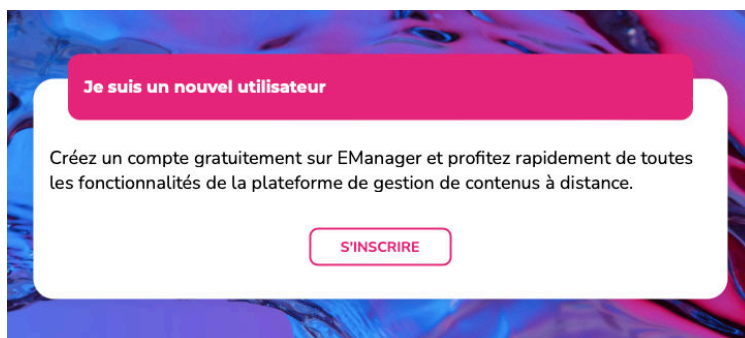 Je suis un nouvel utilisateur
Créez un compte gratuitement sur EManager et profitez rapidement de toutes
les fonctionnalités de la plateforme de gestion de contenus à distance.
S'INSCRIRE